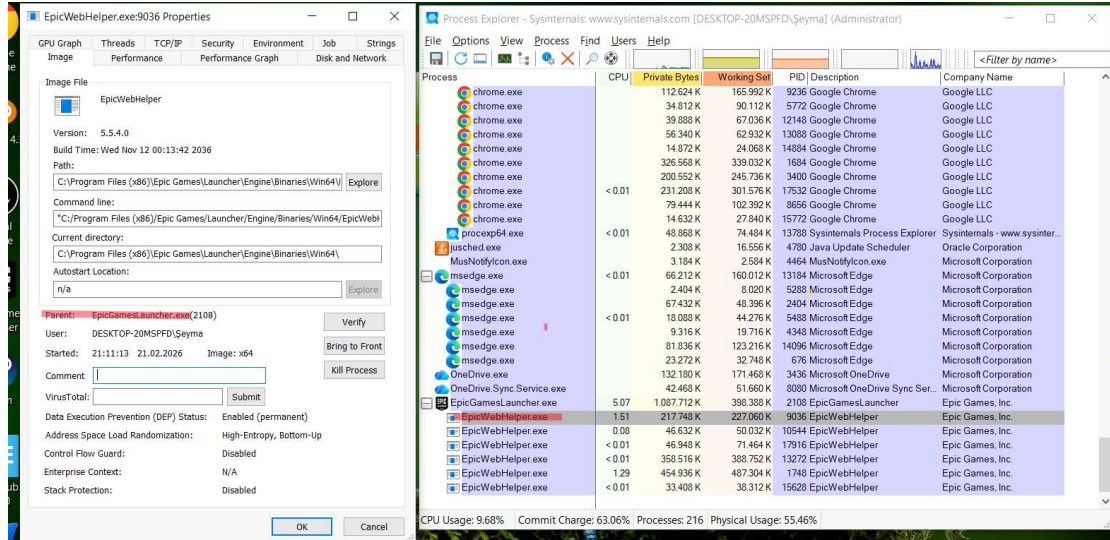 EpicWebHelper.exe:9036 Properties
GPU Graph Threads TCP/IP Security Environment Job Strings
Image Performance Performance Graph Disk and Network
Image File
EpicWebHelper
Version: 5.5.4.0
Build Time: Wed Nov 12 00:13:42 2036
Path:
C:\Program Files (x86)\Epic Games\Launcher\Engine\Binaries\Win64\ Explore
Command line:
"C:/Program Files (x86)/Epic Games/Launcher/Engine/Binaries/Win64/EpicWebH
Current directory:
C:\Program Files (x86)\Epic Games\Launcher\Engine\Binaries\Win64\
Autostart Location:
n/a Explore
Parent: EpicGamesLauncher.exe(2108)
Verify
User: DESKTOP-20MSPFD\Şeyma
Bring to Front
Started: 21:11:13 21.02.2026 Image: x64
Kill Process
Comment
VirusTotal: Submit
Data Execution Prevention (DEP) Status: Enabled (permanent)
Address Space Load Randomization: High-Entropy, Bottom-Up
Control Flow Guard: Disabled
Enterprise Context: N/A
Stack Protection: Disabled
OK Cancel
Process Explorer - Sysinternals: www.sysinternals.com [DESKTOP-20MSPFD\Şeyma] (Administrator)
File Options View Process Find Users Help
<Filter by name>
Process CPU Private Bytes Working Set PID Description Company Name
chrome.exe 112.624 K 165.992 K 9236 Google Chrome Google LLC
chrome.exe 34.812 K 90.112 K 5772 Google Chrome Google LLC
chrome.exe 39.888 K 67.036 K 12148 Google Chrome Google LLC
chrome.exe 56.340 K 62.932 K 13088 Google Chrome Google LLC
chrome.exe 14.872 K 24.068 K 14884 Google Chrome Google LLC
chrome.exe 326.568 K 339.032 K 1684 Google Chrome Google LLC
chrome.exe 200.552 K 245.736 K 3400 Google Chrome Google LLC
chrome.exe < 0.01 231.208 K 301.576 K 17532 Google Chrome Google LLC
chrome.exe 79.444 K 102.392 K 8656 Google Chrome Google LLC
chrome.exe 14.632 K 27.840 K 15772 Google Chrome Google LLC
procexp64.exe < 0.01 48.868 K 74.484 K 13788 Sysinternals Process Explorer Sysinternals - www.sysinter...
jusched.exe 2.308 K 16.556 K 4780 Java Update Scheduler Oracle Corporation
MusNotifyIcon.exe 3.184 K 2.584 K 4464 MusNotifyIcon.exe Microsoft Corporation
msedge.exe < 0.01 66.212 K 160.012 K 13184 Microsoft Edge Microsoft Corporation
msedge.exe 2.404 K 8.020 K 5288 Microsoft Edge Microsoft Corporation
msedge.exe 67.432 K 48.396 K 2404 Microsoft Edge Microsoft Corporation
msedge.exe < 0.01 18.088 K 44.276 K 5488 Microsoft Edge Microsoft Corporation
msedge.exe 9.316 K 19.716 K 4348 Microsoft Edge Microsoft Corporation
msedge.exe 81.836 K 123.216 K 14096 Microsoft Edge Microsoft Corporation
msedge.exe 23.272 K 32.748 K 676 Microsoft Edge Microsoft Corporation
OneDrive.exe 132.180 K 171.468 K 3436 Microsoft OneDrive Microsoft Corporation
OneDrive.Sync.Service.exe 42.468 K 51.660 K 8080 Microsoft OneDrive Sync Ser... Microsoft Corporation
EpicGamesLauncher.exe 5.07 1.087.712 K 398.388 K 2108 EpicGamesLauncher Epic Games, Inc.
EpicWebHelper.exe 1.51 217.748 K 227.060 K 9036 EpicWebHelper Epic Games, Inc.
EpicWebHelper.exe 0.08 46.632 K 50.032 K 10544 EpicWebHelper Epic Games, Inc.
EpicWebHelper.exe < 0.01 46.948 K 71.464 K 17916 EpicWebHelper Epic Games, Inc.
EpicWebHelper.exe < 0.01 358.516 K 388.752 K 13272 EpicWebHelper Epic Games, Inc.
EpicWebHelper.exe 1.29 454.936 K 487.304 K 1748 EpicWebHelper Epic Games, Inc.
EpicWebHelper.exe < 0.01 33.408 K 38.312 K 15628 EpicWebHelper Epic Games, Inc.
CPU Usage: 9.68% Commit Charge: 63.06% Processes: 216 Physical Usage: 55.46%